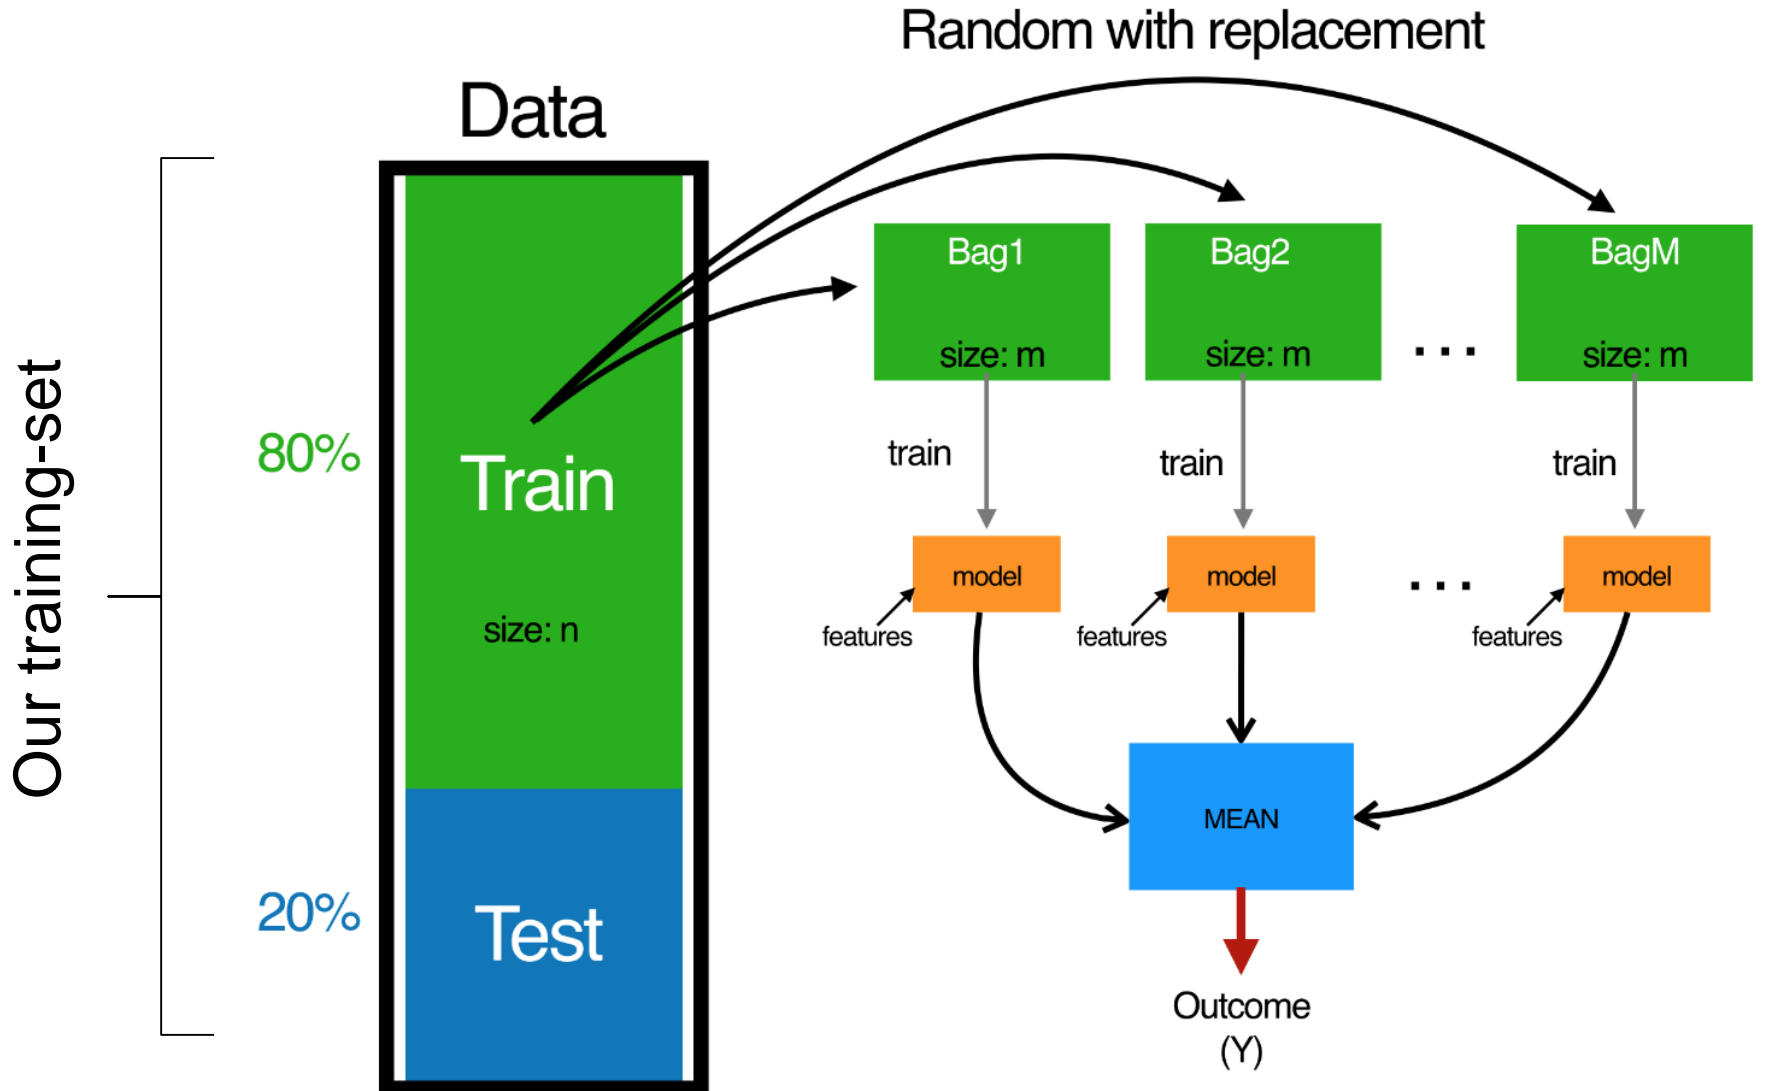 Random with replacement
Data
Our training-set
80%
Train
size: n
20%
Test
Bag1
size: m
Bag2
size: m
...
BagM
size: m
train
train
train
model
model
...
model
features
features
features
MEAN
Outcome
(Y)